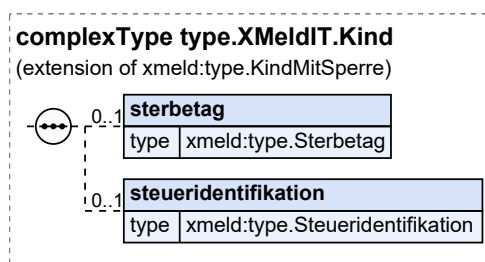 complexType type.XMeldIT.Kind
(extension of xmeld:type.KindMitSperre)
0..1 sterbetag
type xmeld:type.Sterbetag
0..1 steueridentifikation
type xmeld:type.Steueridentifikation